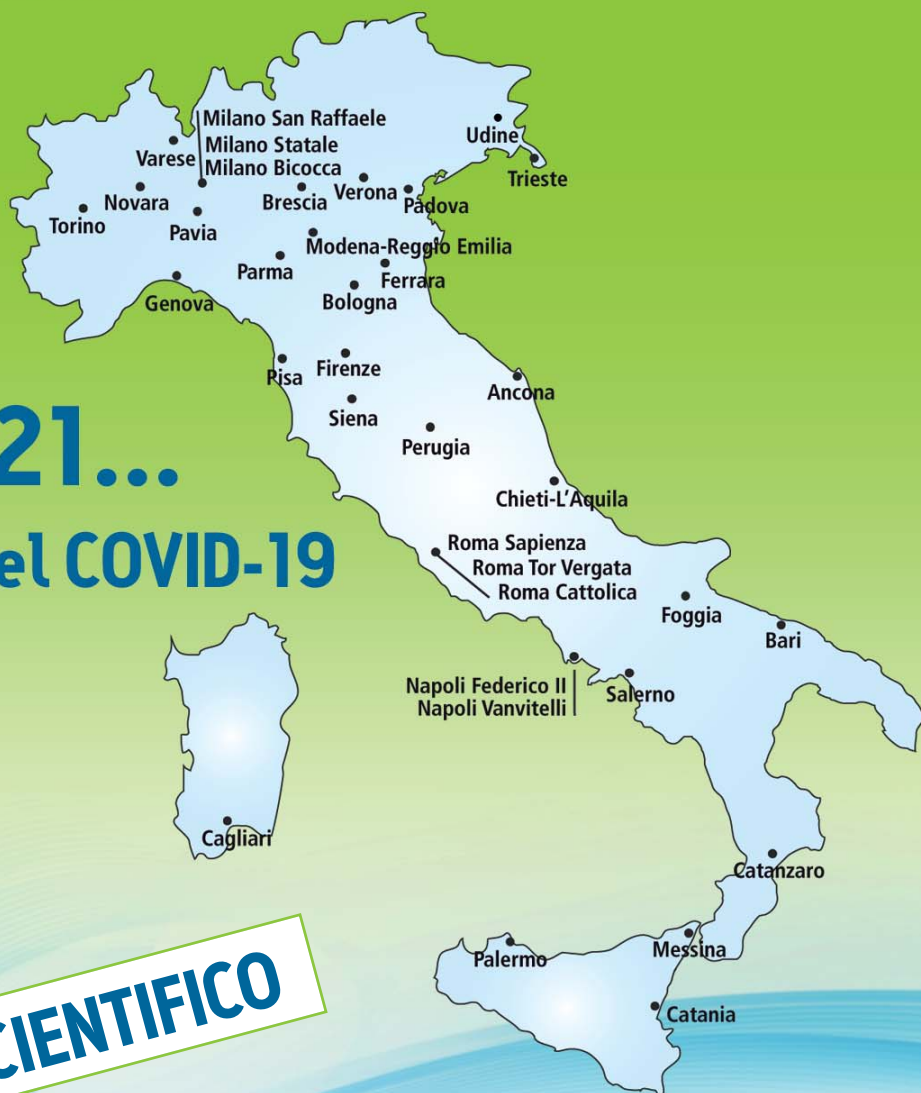 Milano San Raffaele
Milano Statale
Milano Bicocca
Udine
Varese
Trieste
Novara
Brescia
Verona
Padova
Torino
Pavia
Modena-Reggio Emilia
Parma
Ferrara
Genova
Bologna
Pisa
Firenze
Ancona
Siena
21...
Perugia
Chieti-L'Aquila
el COVID-19
Roma Sapienza
Roma Tor Vergata
Roma Cattolica
Foggia
Bari
Napoli Federico II
Napoli Vanvitelli
Salerno
Cagliari
Catanzaro
Palermo
Messina
CIENTIFICO
Catania